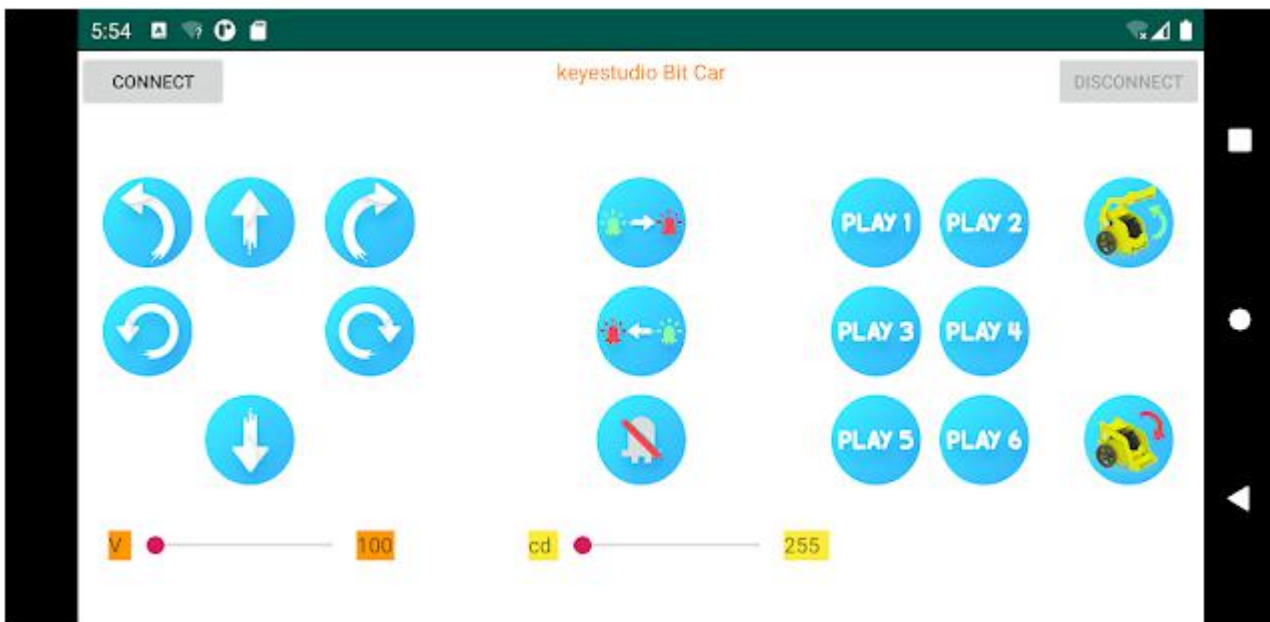 5:54
CONNECT
keyestudio Bit Car
DISCONNECT
PLAY 1
PLAY 2
PLAY 3
PLAY 4
PLAY 5
PLAY 6
V
100
cd
255